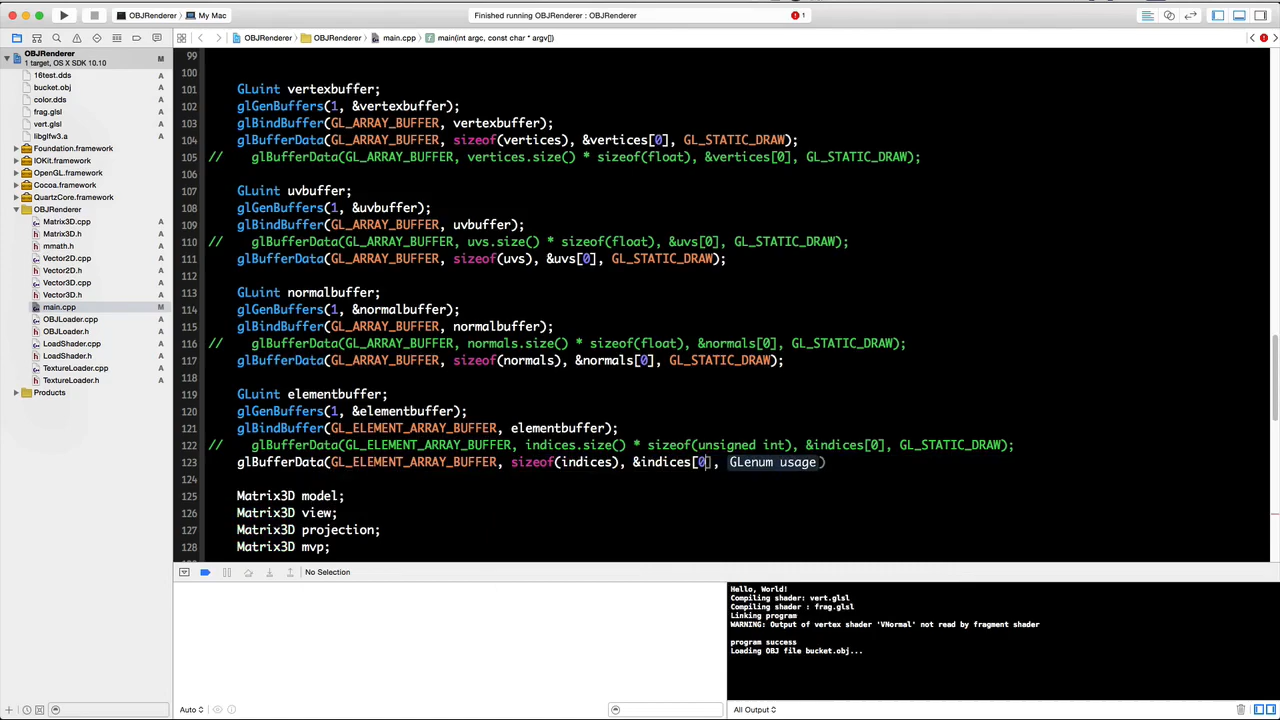 OBJRenderer My Mac
Finished running OBJRenderer : OBJRenderer
1
OBJRenderer
1 target, OS X SDK 10.10
M
16test.dds A
bucket.obj A
color.dds A
frag.glsl A
vert.glsl A
libglfw3.a A
Foundation.framework A
IOKit.framework A
OpenGL.framework A
Cocoa.framework A
QuartzCore.framework A
OBJRenderer
Matrix3D.cpp A
Matrix3D.h A
mmath.h A
Vector2D.cpp A
Vector2D.h A
Vector3D.cpp A
Vector3D.h A
main.cpp M
OBJLoader.cpp A
OBJLoader.h A
LoadShader.cpp A
LoadShader.h A
TextureLoader.cpp A
TextureLoader.h A
Products
OBJRenderer OBJRenderer main.cpp main(int argc, const char * argv[])
99
100
101 GLuint vertexbuffer;
102 glGenBuffers(1, &vertexbuffer);
103 glBindBuffer(GL_ARRAY_BUFFER, vertexbuffer);
104 glBufferData(GL_ARRAY_BUFFER, sizeof(vertices), &vertices[0], GL_STATIC_DRAW);
105 // glBufferData(GL_ARRAY_BUFFER, vertices.size() * sizeof(float), &vertices[0], GL_STATIC_DRAW);
106
107 GLuint uvbuffer;
108 glGenBuffers(1, &uvbuffer);
109 glBindBuffer(GL_ARRAY_BUFFER, uvbuffer);
110 // glBufferData(GL_ARRAY_BUFFER, uvs.size() * sizeof(float), &uvs[0], GL_STATIC_DRAW);
111 glBufferData(GL_ARRAY_BUFFER, sizeof(uvs), &uvs[0], GL_STATIC_DRAW);
112
113 GLuint normalbuffer;
114 glGenBuffers(1, &normalbuffer);
115 glBindBuffer(GL_ARRAY_BUFFER, normalbuffer);
116 // glBufferData(GL_ARRAY_BUFFER, normals.size() * sizeof(float), &normals[0], GL_STATIC_DRAW);
117 glBufferData(GL_ARRAY_BUFFER, sizeof(normals), &normals[0], GL_STATIC_DRAW);
118
119 GLuint elementbuffer;
120 glGenBuffers(1, &elementbuffer);
121 glBindBuffer(GL_ELEMENT_ARRAY_BUFFER, elementbuffer);
122 // glBufferData(GL_ELEMENT_ARRAY_BUFFER, indices.size() * sizeof(unsigned int), &indices[0], GL_STATIC_DRAW);
123 glBufferData(GL_ELEMENT_ARRAY_BUFFER, sizeof(indices), &indices[0], GLenum usage)
124
125 Matrix3D model;
126 Matrix3D view;
127 Matrix3D projection;
128 Matrix3D mvp;
No Selection
Hello, World!
Compiling shader: vert.glsl
Compiling shader : frag.glsl
Linking program
WARNING: Output of vertex shader 'VNormal' not read by fragment shader
program success
Loading OBJ file bucket.obj...
Auto
All Output